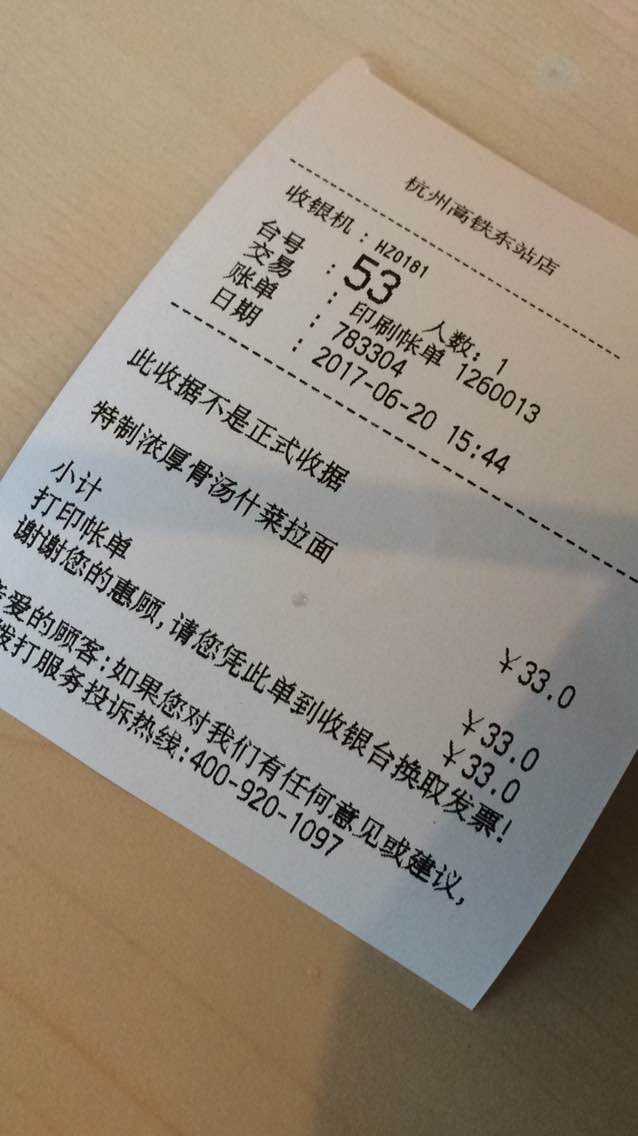 杭州高铁东站店
收银机：HZ0181
台号：53 人数：1
交易：印刷帐单 1260013
账单：783304
日期：2017-06-20 15:44
此收据不是正式收据
特制浓厚骨汤什菜拉面 ¥33.0
小计 ¥33.0
打印帐单 ¥33.0
谢谢您的惠顾,请您凭此单到收银台换取发票!
爱的顾客:如果您对我们有任何意见或建议,
拨打服务投诉热线:400-920-1097